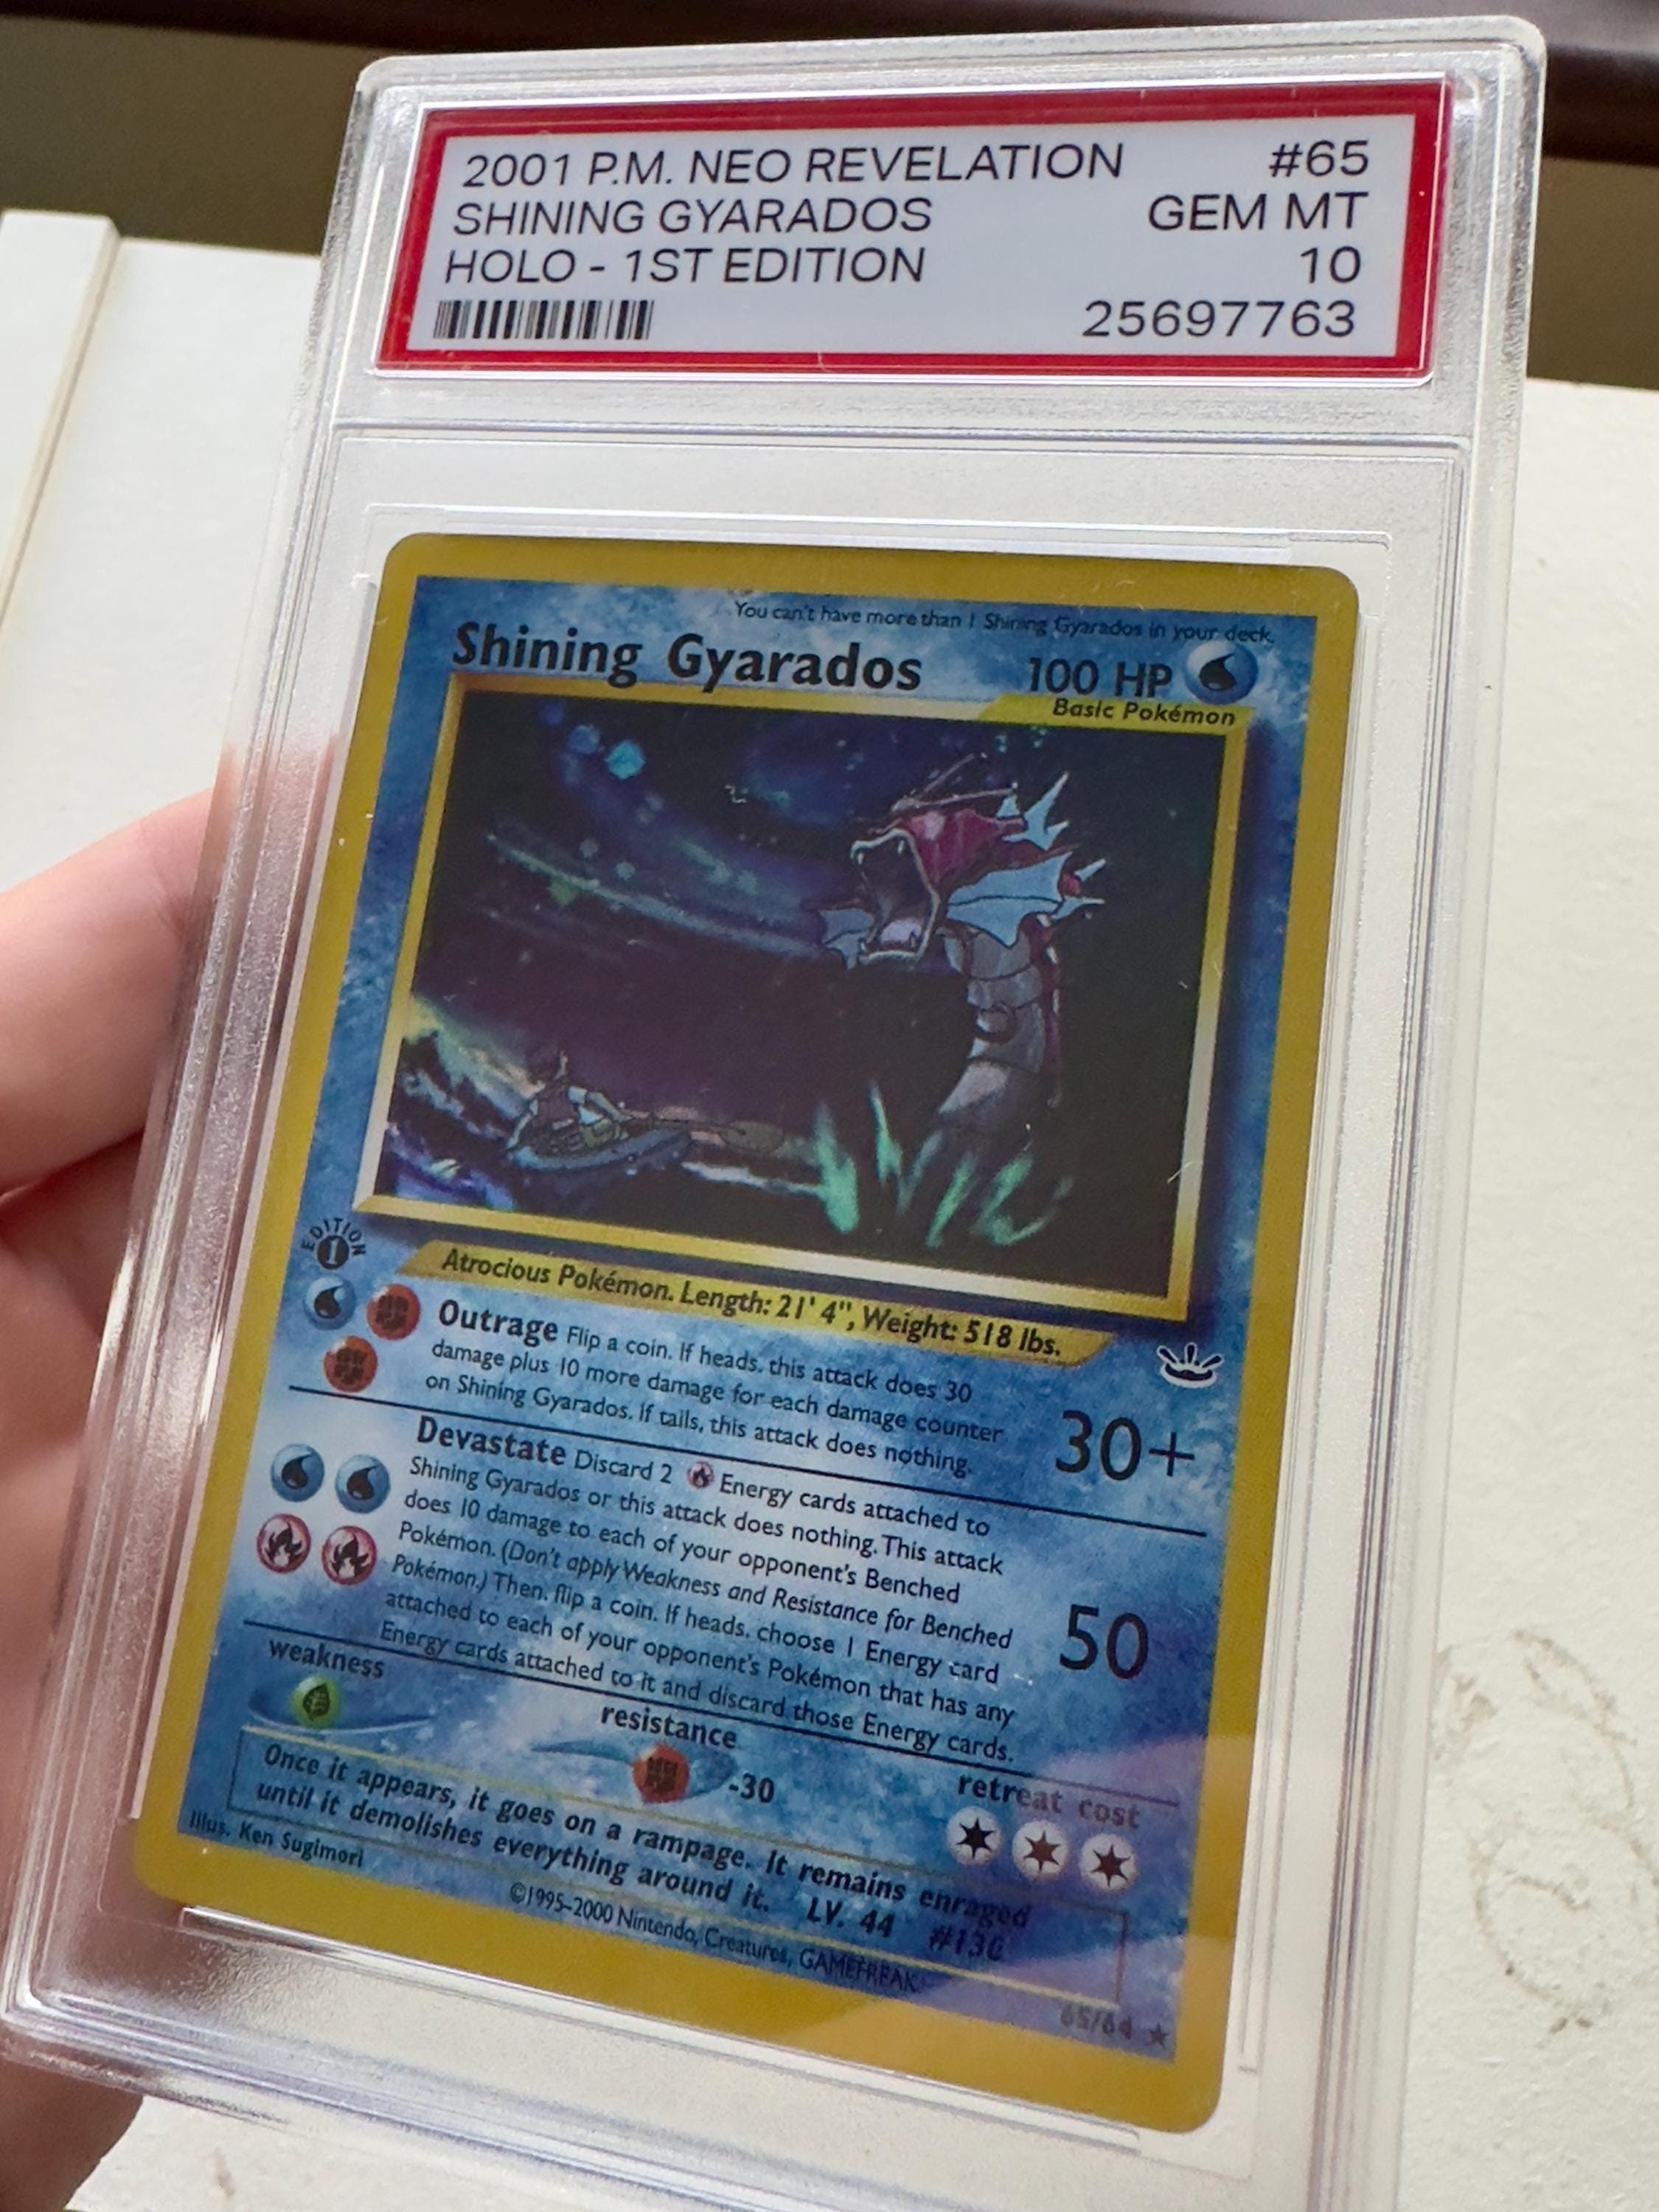 2001 P.M. NEO REVELATION #65
SHINING GYARADOS GEM MT
HOLO - 1ST EDITION 10
25697763
You can't have more than 1 Shining Gyarados in your deck.
Shining Gyarados 100 HP
Basic Pokémon
EDITION
1
Atrocious Pokémon. Length: 21' 4", Weight: 518 lbs.
Outrage Flip a coin. If heads, this attack does 30
damage plus 10 more damage for each damage counter
on Shining Gyarados. If tails, this attack does nothing.
30+
Devastate Discard 2 Energy cards attached to
Shining Gyarados or this attack does nothing. This attack
does 10 damage to each of your opponent's Benched
Pokémon. (Don't apply Weakness and Resistance for Benched
Pokémon.) Then, flip a coin. If heads, choose 1 Energy card
attached to each of your opponent's Pokémon that has any
Energy cards attached to it and discard those Energy cards.
50
weakness
resistance
-30
retreat cost
Once it appears, it goes on a rampage. It remains enraged
until it demolishes everything around it. LV. 44 #130
Illus. Ken Sugimori
©1995-2000 Nintendo, Creatures, GAMEFREAK.
65/64 ★